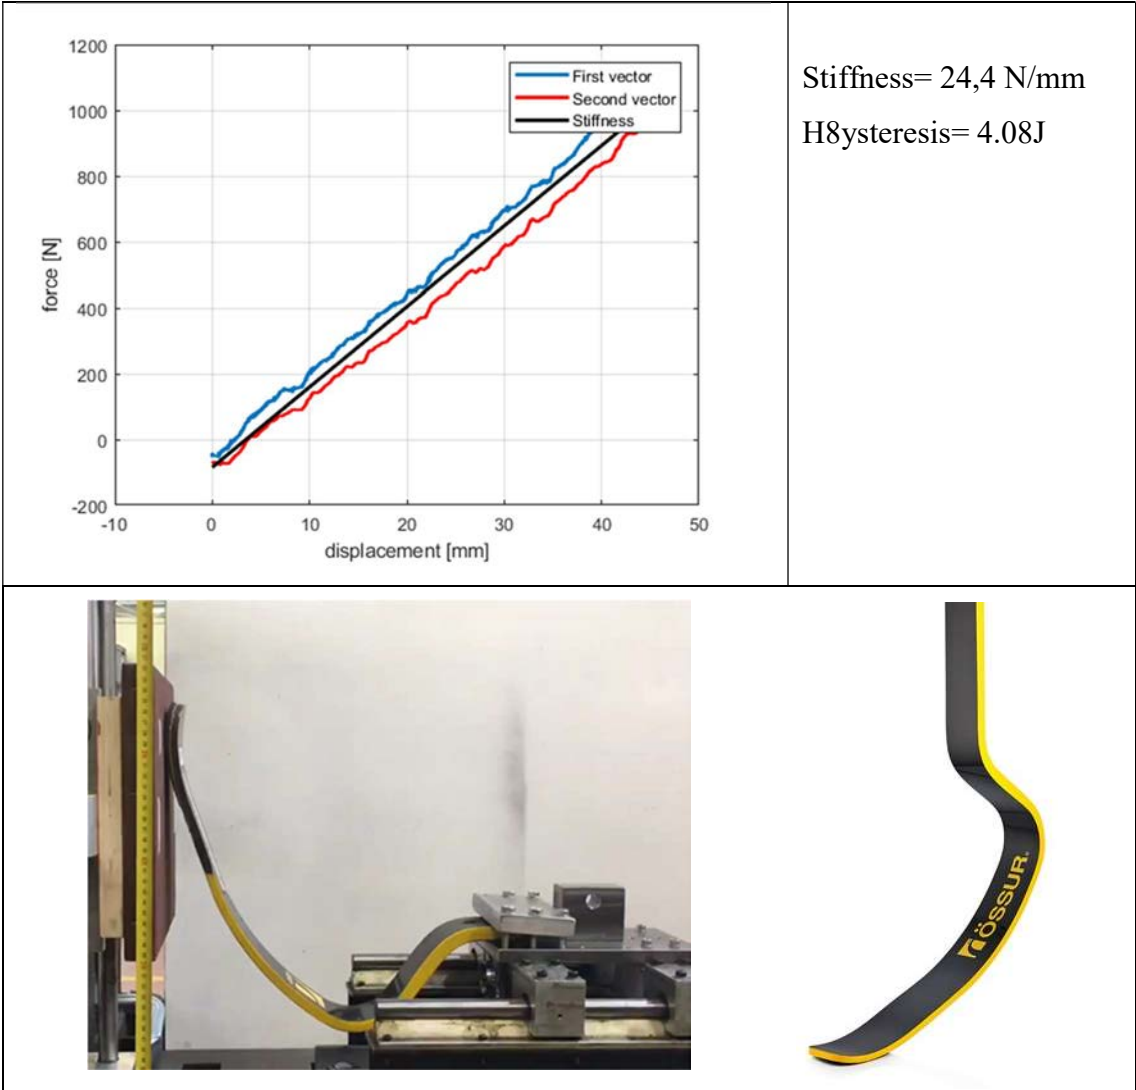 1200
1000
800
600
400
200
0
-200
force [N]
-10
0
10
20
30
40
50
displacement [mm]
First vector
Second vector
Stiffness
Stiffness= 24,4 N/mm
H8ysteresis= 4.08J
ÖSSUR